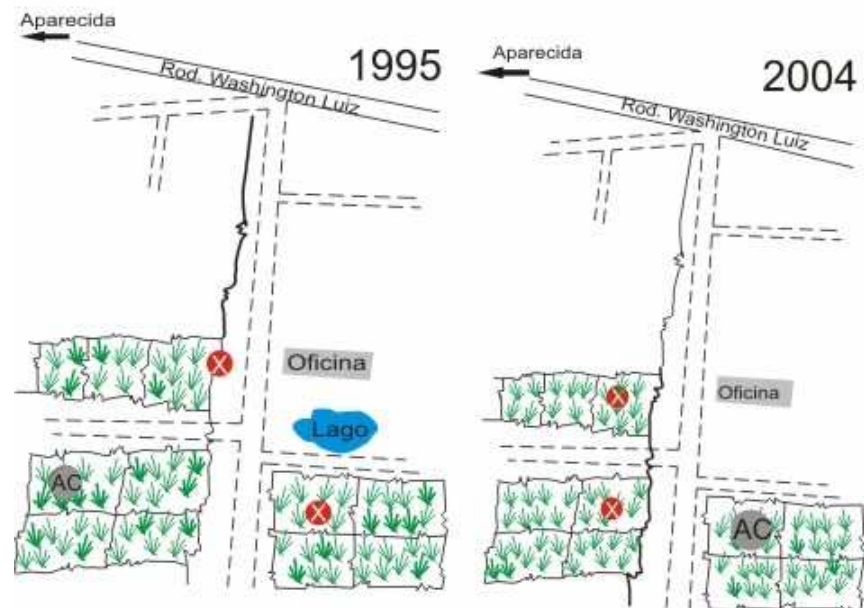 Aparecida
1995
Rod. Washington Luiz
X
Oficina
Lago
AC
X
Aparecida
2004
Rod. Washington Luiz
X
Oficina
X
AC